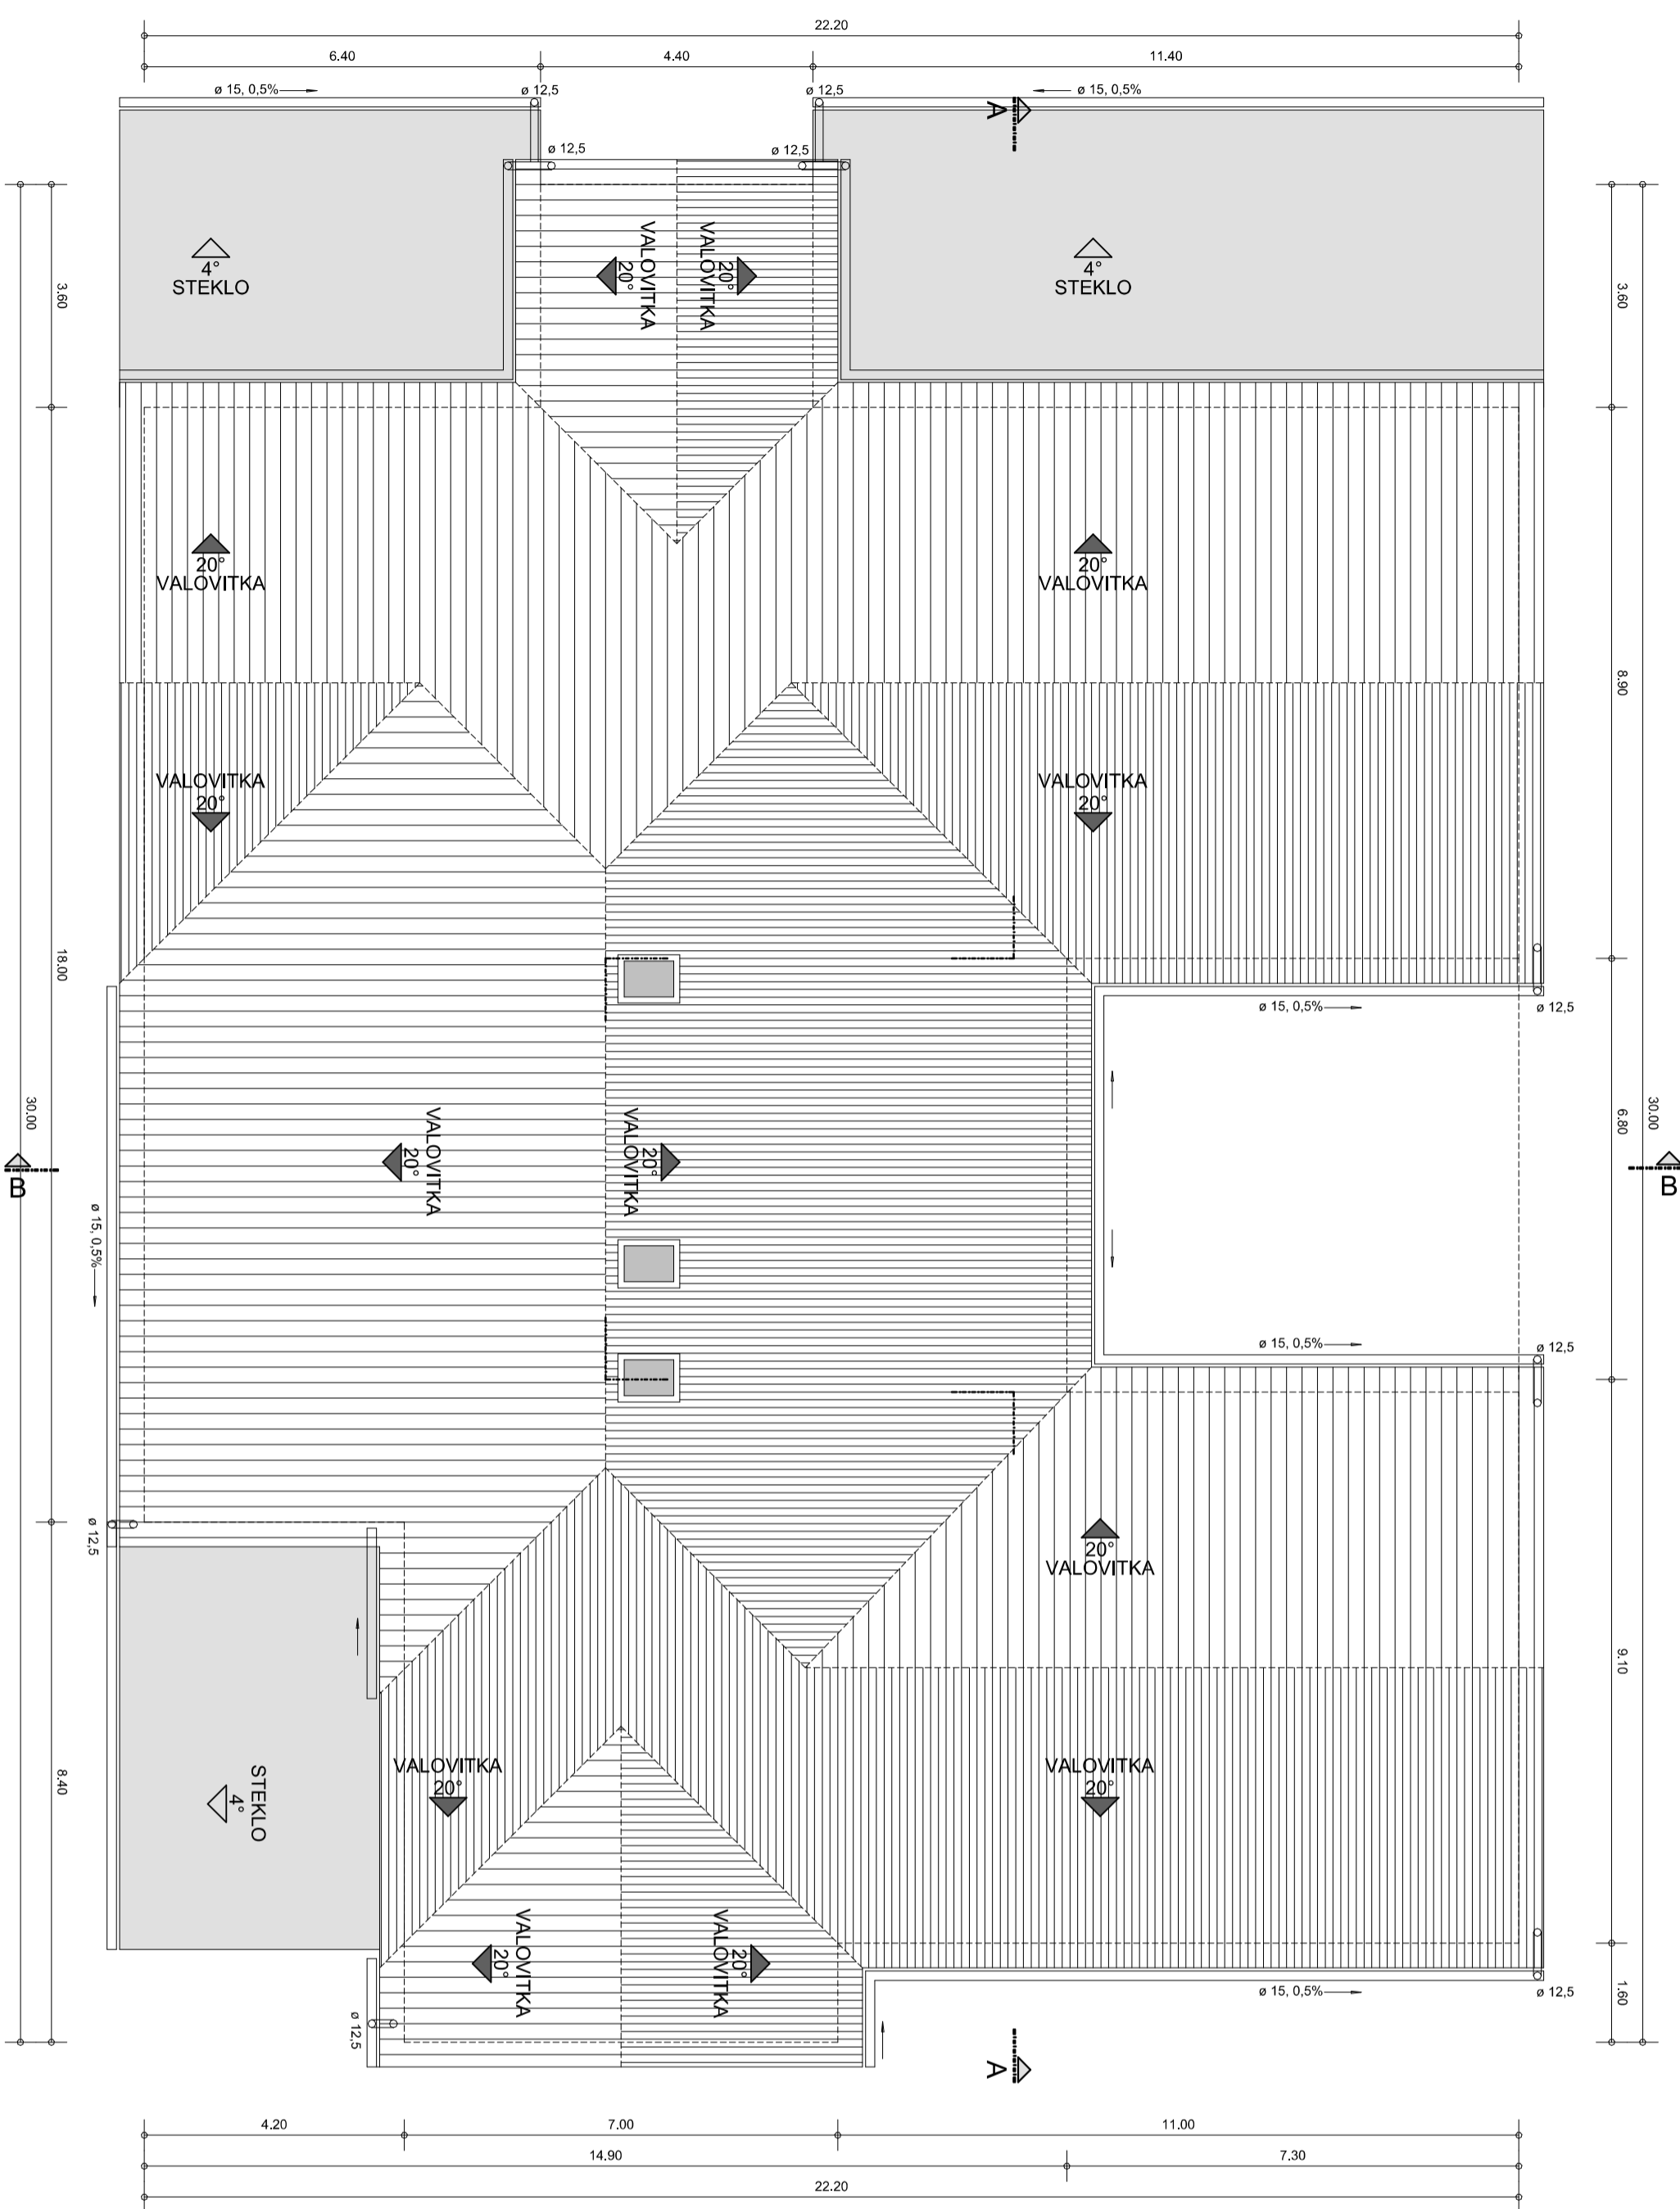 22.20
6.40
4.40
11.40
ø 15, 0,5%
ø 12,5
ø 12,5
ø 15, 0,5%
A
ø 12,5
ø 12,5
VALOVITKA
20°
VALOVITKA
20°
4°
STEKLO
4°
STEKLO
3.60
3.60
20°
VALOVITKA
20°
VALOVITKA
8.90
VALOVITKA
20°
VALOVITKA
20°
18.00
ø 15, 0,5%
ø 12,5
30.00
30.00
6.80
VALOVITKA
20°
VALOVITKA
20°
B
B
ø 15, 0,5%
ø 15, 0,5%
ø 12,5
ø 12,5
20°
VALOVITKA
9.10
STEKLO
4°
8.40
VALOVITKA
20°
VALOVITKA
20°
VALOVITKA
20°
VALOVITKA
20°
ø 15, 0,5%
ø 12,5
1.60
ø 12,5
A
4.20
7.00
11.00
14.90
7.30
22.20